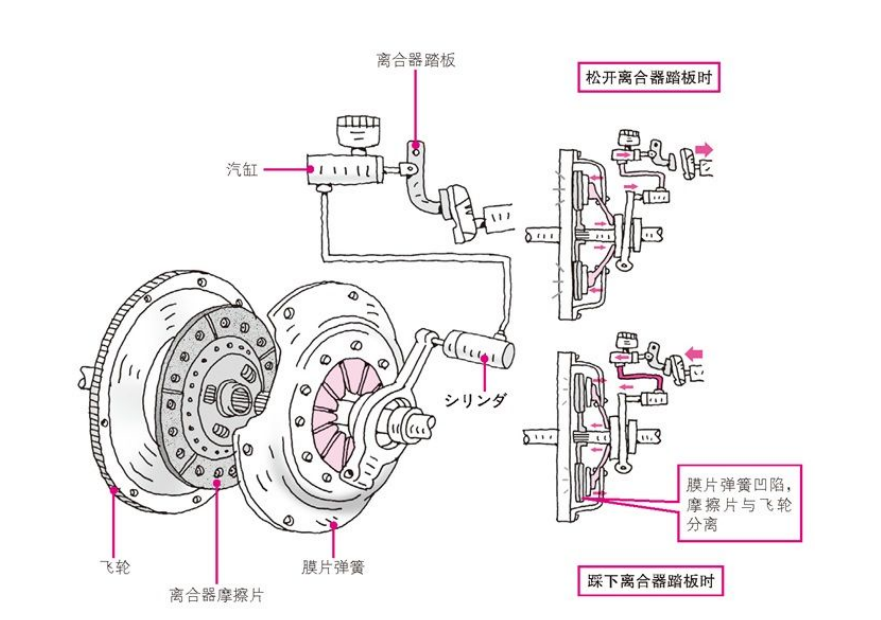 离合器踏板
松开离合器踏板时
汽缸
シリンダ
膜片弹簧凹陷，
摩擦片与飞轮
分离
飞轮
膜片弹簧
离合器摩擦片
踩下离合器踏板时